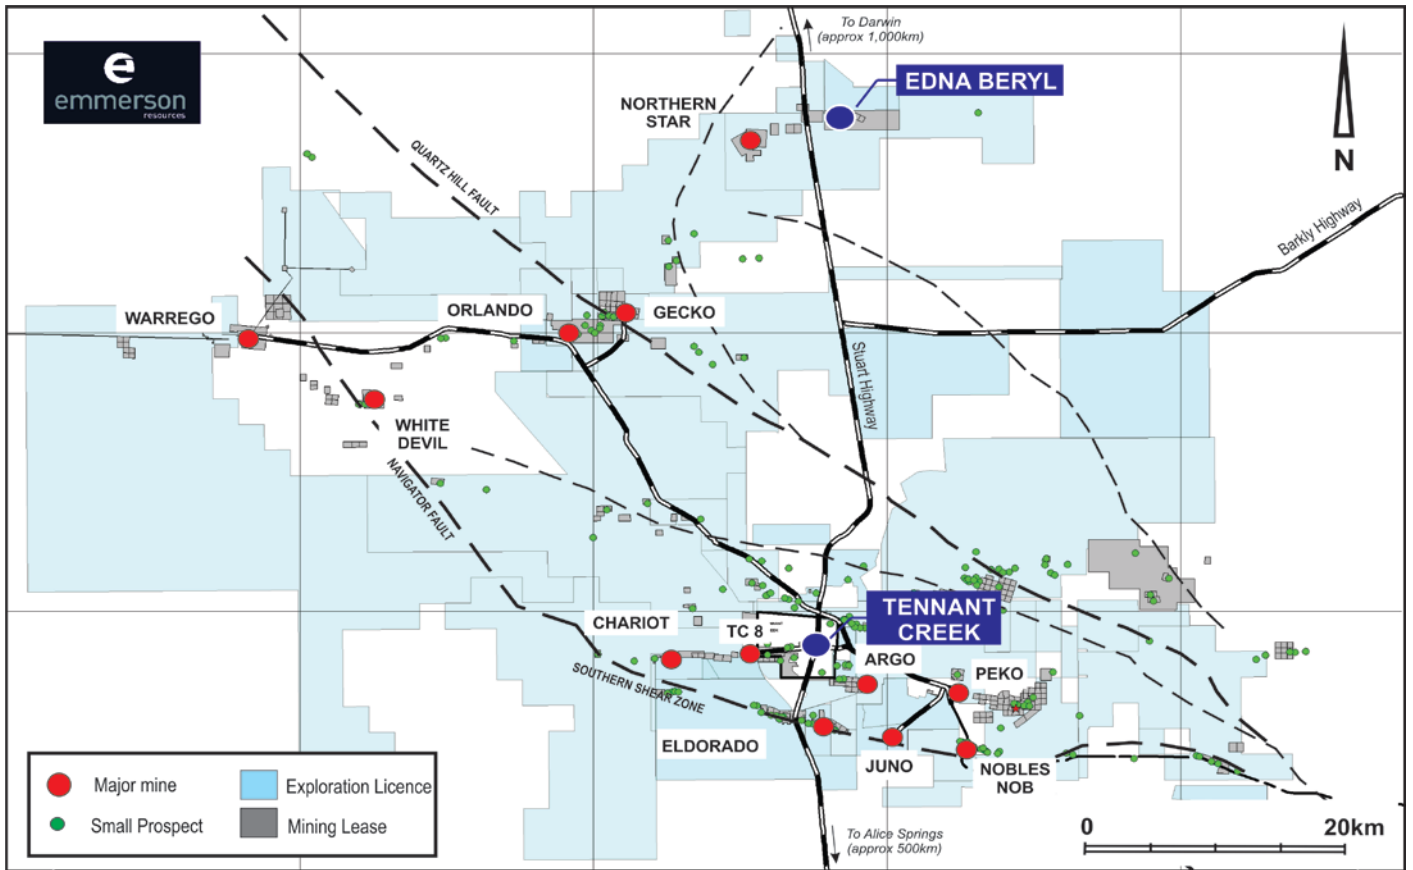 To Darwin
(approx 1,000km)
e
emmerson
resources
EDNA BERYL
NORTHERN
STAR
N
QUARTZ HILL FAULT
Barkly Highway
WARREGO
ORLANDO
GECKO
Stuart Highway
WHITE
DEVIL
NAVIGATOR FAULT
TENNANT
CREEK
CHARIOT
TC 8
ARGO
PEKO
SOUTHERN SHEAR ZONE
ELDORADO
JUNO
NOBLES
NOB
Major mine
Exploration Licence
Small Prospect
Mining Lease
To Alice Springs
(approx 500km)
0
20km